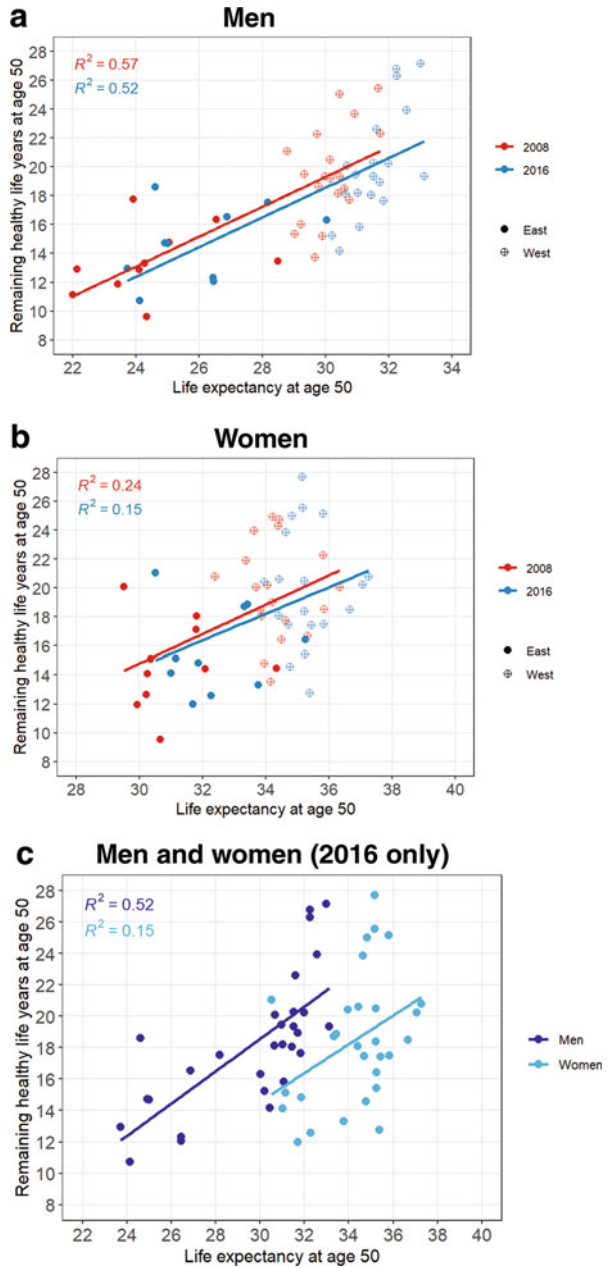 a
Men
28
26
24
22
20
18
16
14
12
10
8
R² = 0.57
R² = 0.52
Remaining healthy life years at age 50
22 24 26 28 30 32 34
Life expectancy at age 50
2008
2016
East
West
b
Women
28
26
24
22
20
18
16
14
12
10
8
R² = 0.24
R² = 0.15
Remaining healthy life years at age 50
28 30 32 34 36 38 40
Life expectancy at age 50
2008
2016
East
West
c
Men and women (2016 only)
28
26
24
22
20
18
16
14
12
10
8
R² = 0.52
R² = 0.15
Remaining healthy life years at age 50
22 24 26 28 30 32 34 36 38 40
Life expectancy at age 50
Men
Women